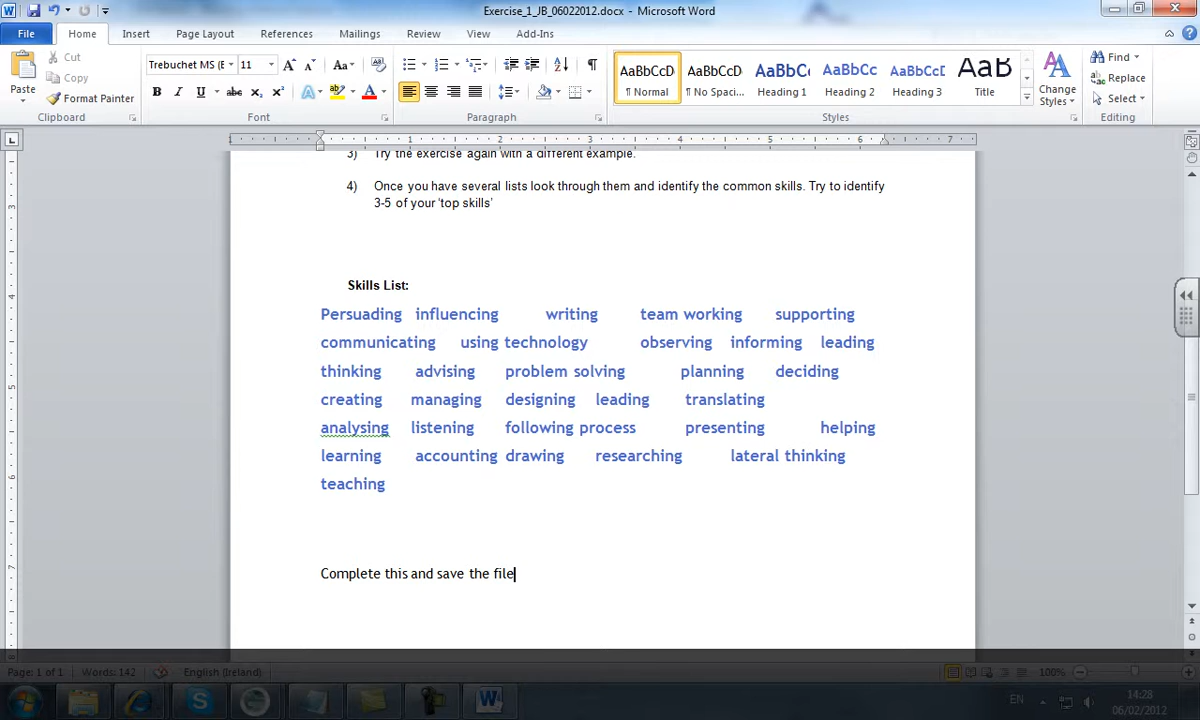 Exercise_1_JB_06022012.docx - Microsoft Word
File Home Insert Page Layout References Mailings Review View Add-Ins
Paste
Cut
Copy
Format Painter
Clipboard
Trebuchet MS (E 11
Font
Paragraph
AaBbCcD AaBbCcD AaBbCc AaBbCc AaBbCcD AaB
¶ Normal ¶ No Spaci... Heading 1 Heading 2 Heading 3 Title
Change Styles
Styles
Find
Replace
Select
Editing
3) Try the exercise again with a different example.
4) Once you have several lists look through them and identify the common skills. Try to identify
3-5 of your ‘top skills’
Skills List:
Persuading influencing writing team working supporting
communicating using technology observing informing leading
thinking advising problem solving planning deciding
creating managing designing leading translating
analysing listening following process presenting helping
learning accounting drawing researching lateral thinking
teaching
Complete this and save the file
Page: 1 of 1 Words: 142 English (Ireland) 100%
EN 14:28
06/02/2012